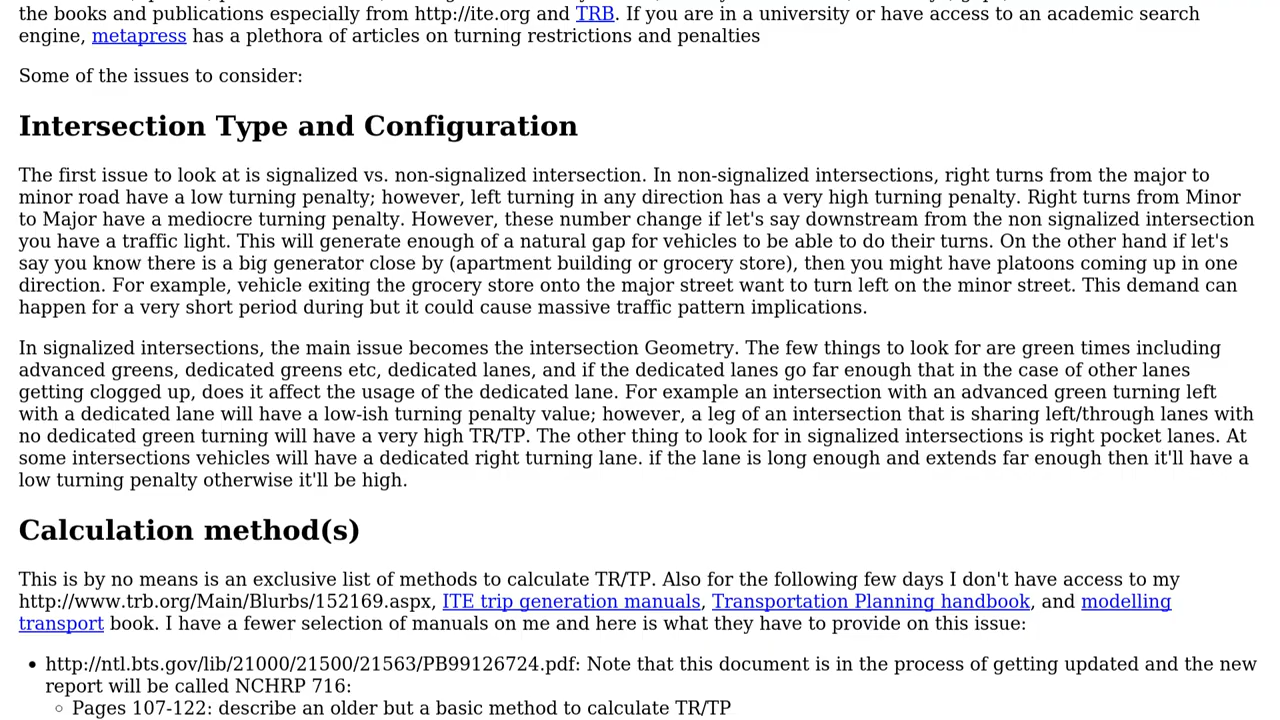 the books and publications especially from http://ite.org and TRB. If you are in a university or have access to an academic search
engine, metapress has a plethora of articles on turning restrictions and penalties
Some of the issues to consider:
Intersection Type and Configuration
The first issue to look at is signalized vs. non-signalized intersection. In non-signalized intersections, right turns from the major to
minor road have a low turning penalty; however, left turning in any direction has a very high turning penalty. Right turns from Minor
to Major have a mediocre turning penalty. However, these number change if let's say downstream from the non signalized intersection
you have a traffic light. This will generate enough of a natural gap for vehicles to be able to do their turns. On the other hand if let's
say you know there is a big generator close by (apartment building or grocery store), then you might have platoons coming up in one
direction. For example, vehicle exiting the grocery store onto the major street want to turn left on the minor street. This demand can
happen for a very short period during but it could cause massive traffic pattern implications.
In signalized intersections, the main issue becomes the intersection Geometry. The few things to look for are green times including
advanced greens, dedicated greens etc, dedicated lanes, and if the dedicated lanes go far enough that in the case of other lanes
getting clogged up, does it affect the usage of the dedicated lane. For example an intersection with an advanced green turning left
with a dedicated lane will have a low-ish turning penalty value; however, a leg of an intersection that is sharing left/through lanes with
no dedicated green turning will have a very high TR/TP. The other thing to look for in signalized intersections is right pocket lanes. At
some intersections vehicles will have a dedicated right turning lane. if the lane is long enough and extends far enough then it'll have a
low turning penalty otherwise it'll be high.
Calculation method(s)
This is by no means is an exclusive list of methods to calculate TR/TP. Also for the following few days I don't have access to my
http://www.trb.org/Main/Blurbs/152169.aspx, ITE trip generation manuals, Transportation Planning handbook, and modelling
transport book. I have a fewer selection of manuals on me and here is what they have to provide on this issue:
• http://ntl.bts.gov/lib/21000/21500/21563/PB99126724.pdf: Note that this document is in the process of getting updated and the new
report will be called NCHRP 716:
◦ Pages 107-122: describe an older but a basic method to calculate TR/TP